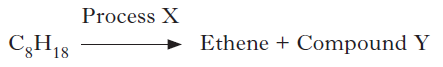 Process X
C₈H₁₈ ⟶ Ethene + Compound Y